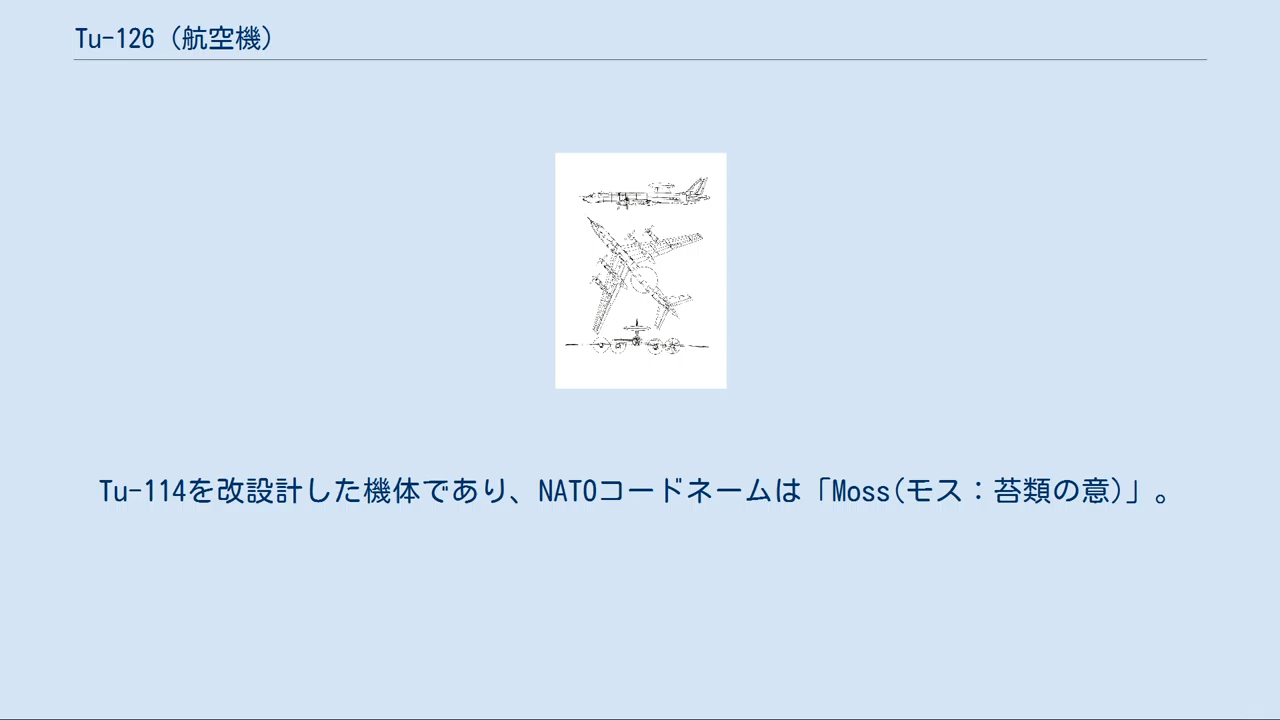 Tu-126（航空機）
Tu-114を改設計した機体であり、NATOコードネームは「Moss(モス：苔類の意)」。